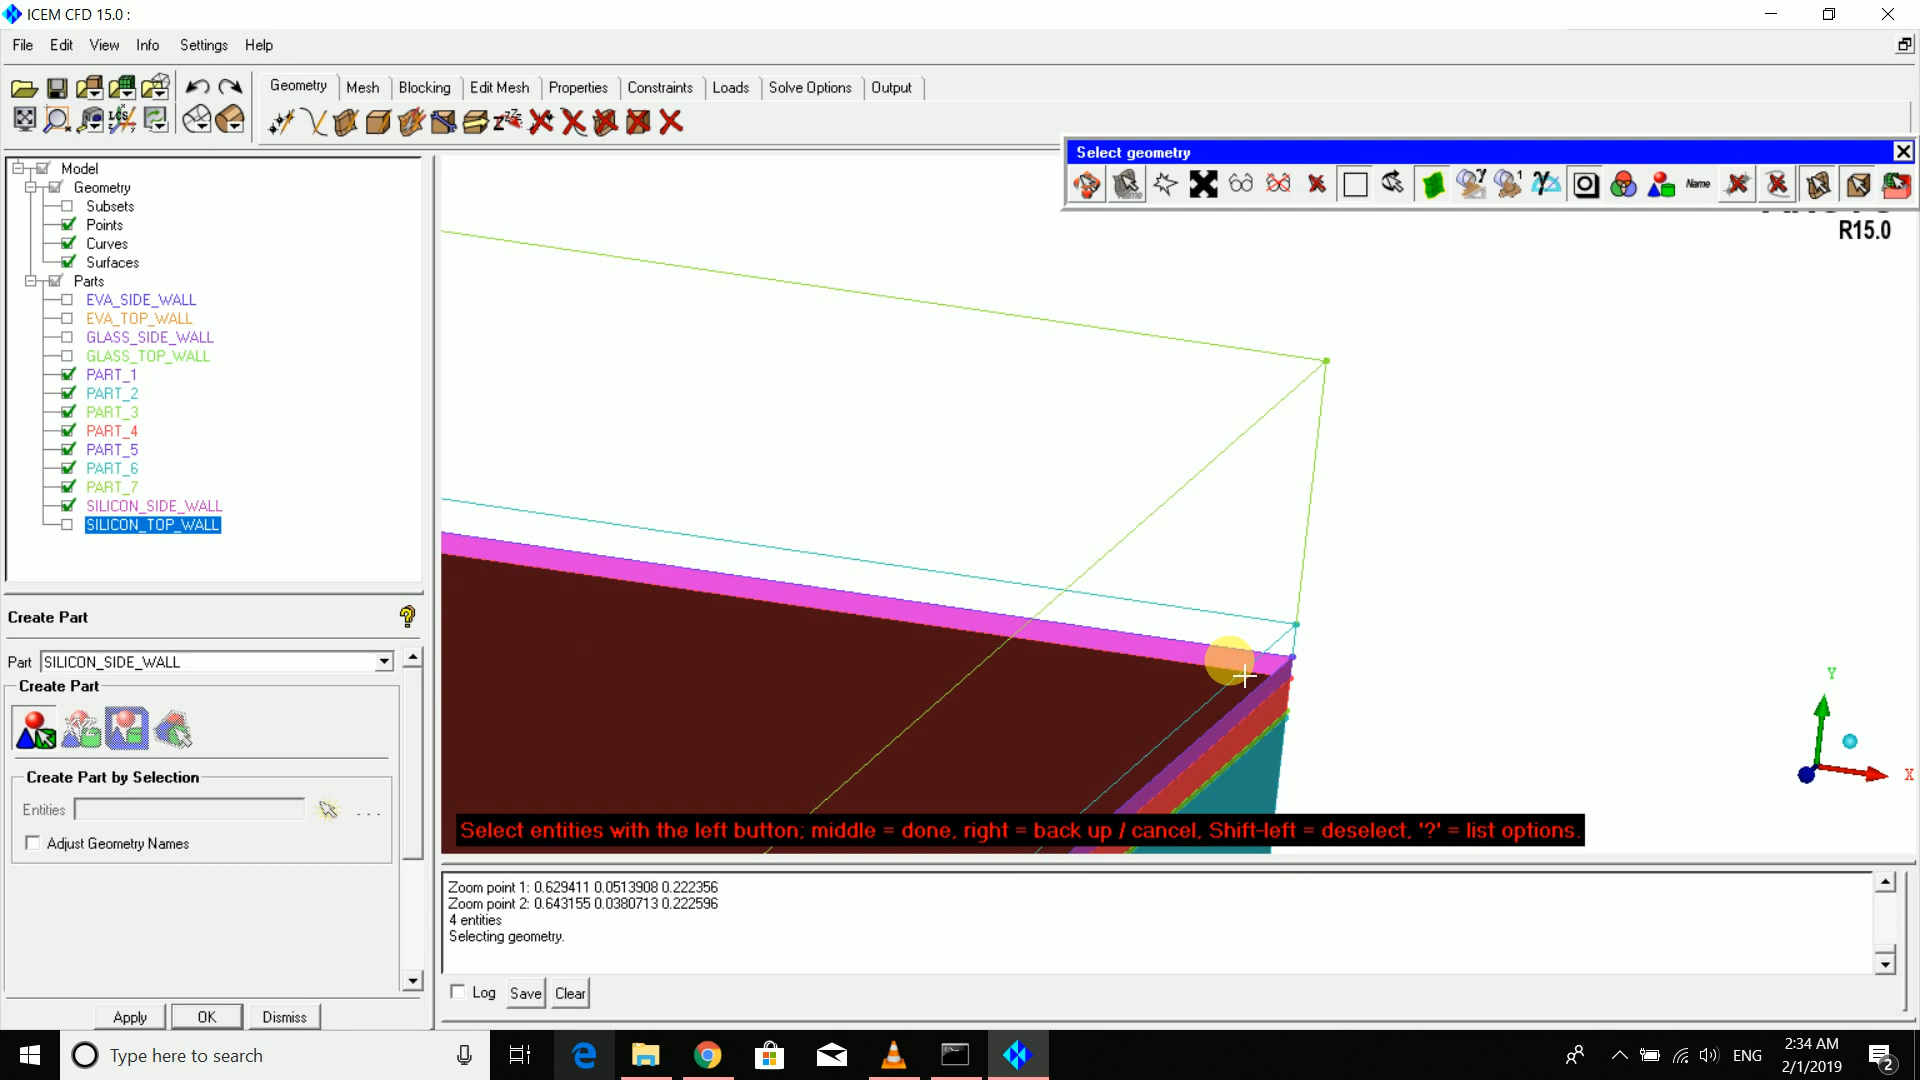 ICEM CFD 15.0 :
File Edit View Info Settings Help
Geometry Mesh Blocking Edit Mesh Properties Constraints Loads Solve Options Output
Select geometry
Name
R15.0
Model
Geometry
Subsets
Points
Curves
Surfaces
Parts
EVA_SIDE_WALL
EVA_TOP_WALL
GLASS_SIDE_WALL
GLASS_TOP_WALL
PART_1
PART_2
PART_3
PART_4
PART_5
PART_6
PART_7
SILICON_SIDE_WALL
SILICON_TOP_WALL
Y
X
Create Part
Part SILICON_SIDE_WALL
Create Part
Create Part by Selection
Entities
. . .
Adjust Geometry Names
Apply OK Dismiss
Select entities with the left button; middle = done, right = back up / cancel, Shift-left = deselect, '?' = list options.
Zoom point 1: 0.629411 0.0513908 0.222356
Zoom point 2: 0.643155 0.0380713 0.222596
4 entities
Selecting geometry.
Log Save Clear
Type here to search
ENG
2:34 AM
2/1/2019
2